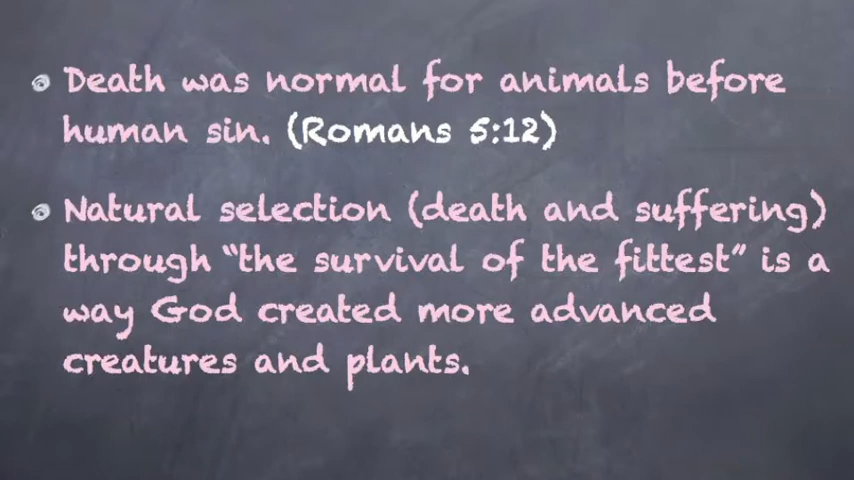 Death was normal for animals before
human sin. (Romans 5:12)
Natural selection (death and suffering)
through “the survival of the fittest” is a
way God created more advanced
creatures and plants.